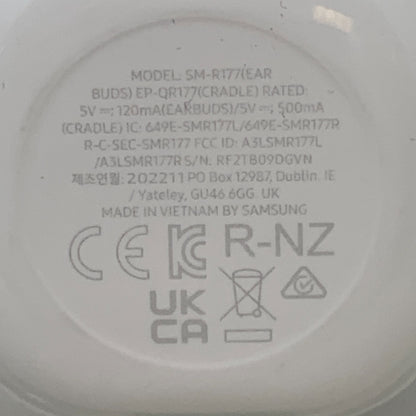 MODEL: SM-R177(EAR
BUDS) EP-QR177(CRADLE) RATED:
5V⎓; 120mA(EARBUDS)/5V⎓; 500mA
(CRADLE) IC: 649E-SMR177L/649E-SMR177R
R-C-SEC-SMR177 FCC ID: A3LSMR177L
/A3LSMR177R S/N: RF2TB09DGVN
제조연월: 202211 PO Box 12987, Dublin. IE
/ Yateley, GU46 6GG. UK
MADE IN VIETNAM BY SAMSUNG
CE KC R-NZ
UK
CA